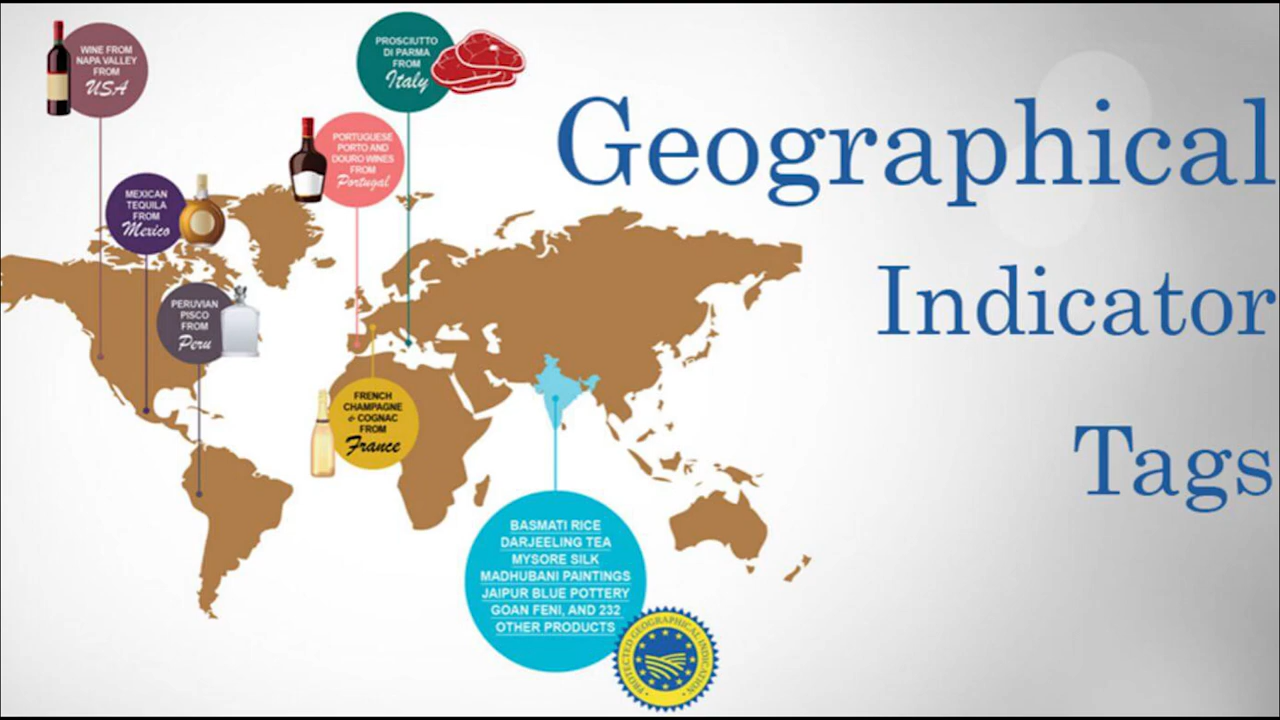 WINE FROM
NAPA VALLEY
FROM
USA
PROSCIUTTO
DI PARMA
FROM
Italy
PORTUGUESE
PORTO AND
DOURO WINES
FROM
Portugal
MEXICAN
TEQUILA
FROM
Mexico
PERUVIAN
PISCO
FROM
Peru
FRENCH
CHAMPAGNE
& COGNAC
FROM
France
BASMATI RICE
DARJEELING TEA
MYSORE SILK
MADHUBANI PAINTINGS
JAIPUR BLUE POTTERY
GOAN FENI, AND 232
OTHER PRODUCTS
PROTECTED GEOGRAPHICAL INDICATION
Geographical
Indicator
Tags